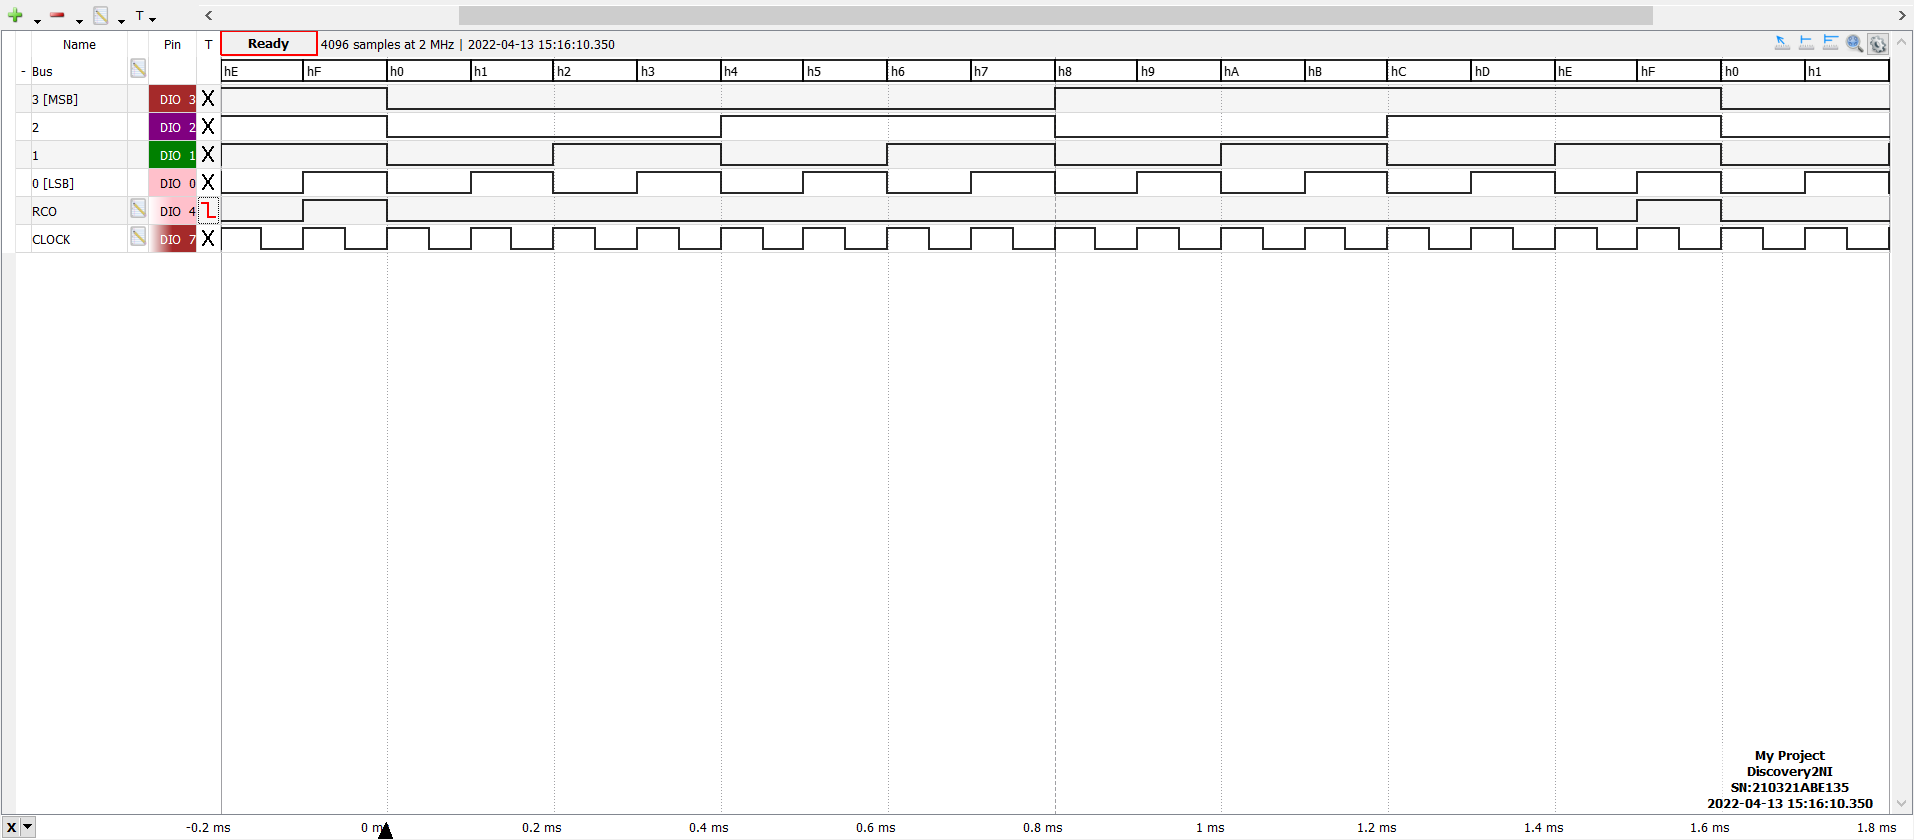 T
Name Pin T Ready 4096 samples at 2 MHz | 2022-04-13 15:16:10.350
- Bus hE hF h0 h1 h2 h3 h4 h5 h6 h7 h8 h9 hA hB hC hD hE hF h0 h1
3 [MSB] DIO 3 X
2 DIO 2 X
1 DIO 1 X
0 [LSB] DIO 0 X
RCO DIO 4
CLOCK DIO 7 X
My Project
Discovery2NI
SN:210321ABE135
2022-04-13 15:16:10.350
X -0.2 ms 0 m 0.2 ms 0.4 ms 0.6 ms 0.8 ms 1 ms 1.2 ms 1.4 ms 1.6 ms 1.8 ms